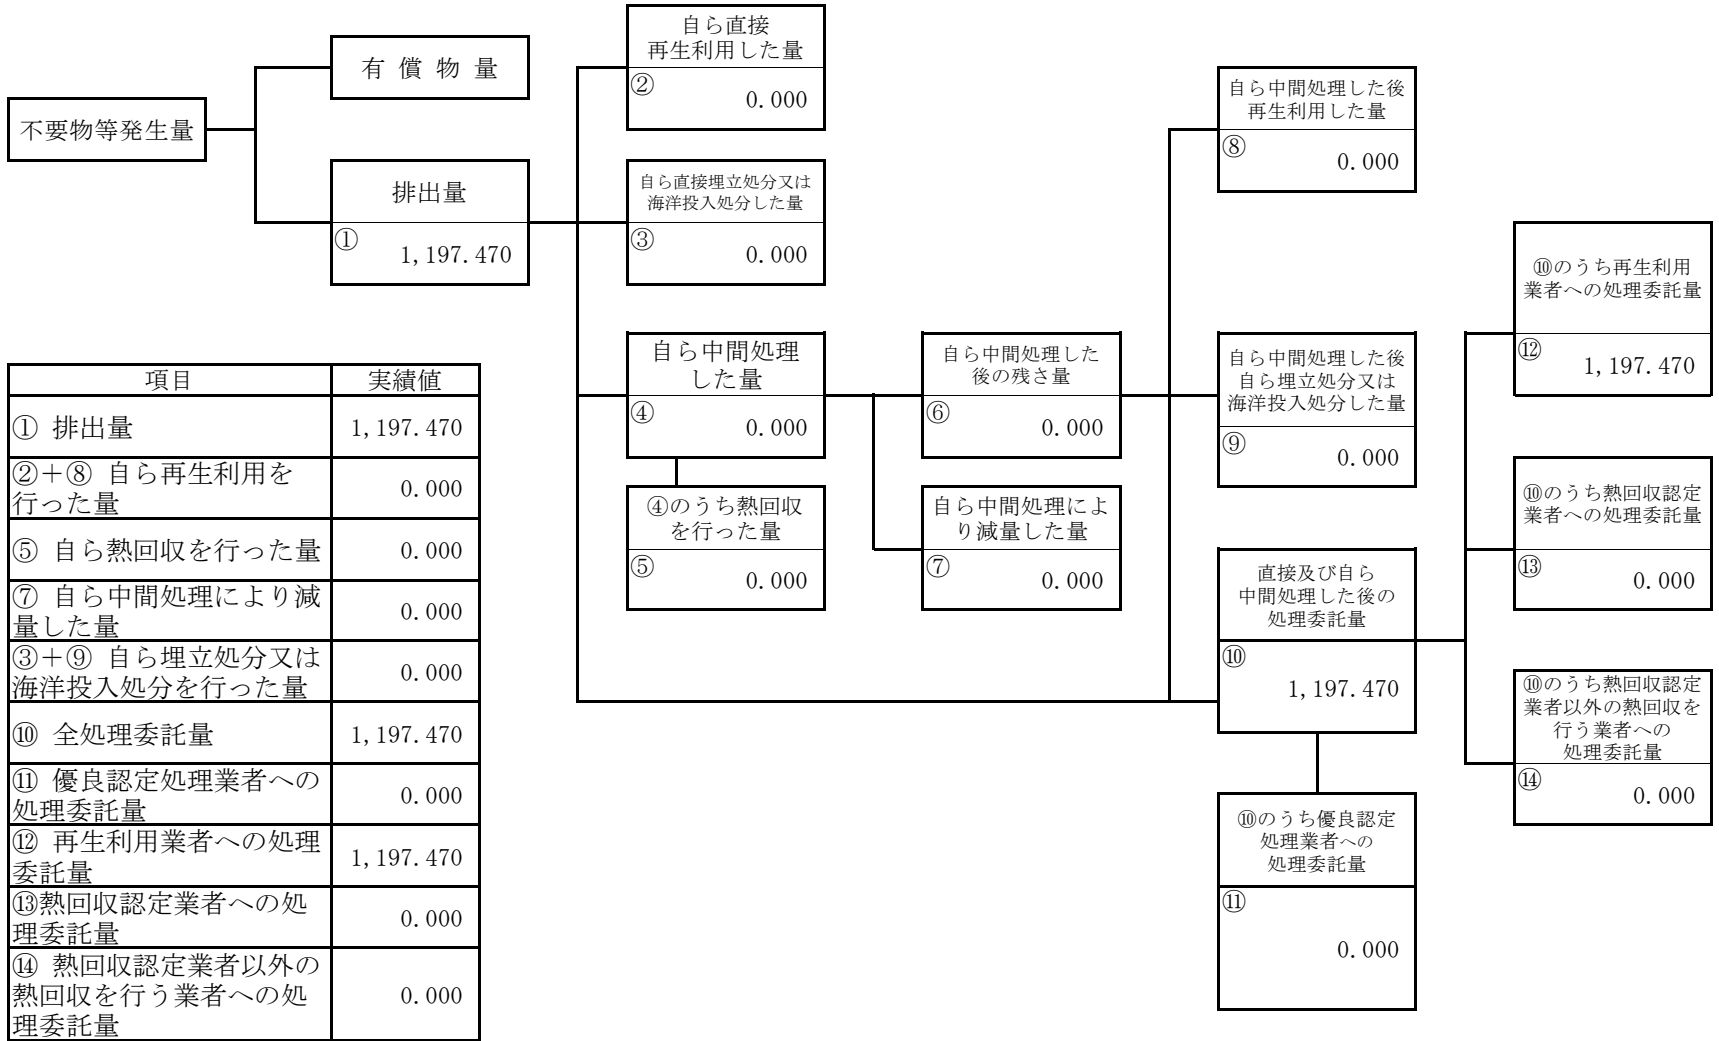 不要物等発生量
有 償 物 量
排出量
① 1,197.470
自ら直接
再生利用した量
② 0.000
自ら直接埋立処分又は
海洋投入処分した量
③ 0.000
自ら中間処理
した量
④ 0.000
④のうち熱回収
を行った量
⑤ 0.000
自ら中間処理した
後の残さ量
⑥ 0.000
自ら中間処理によ
り減量した量
⑦ 0.000
自ら中間処理した後
再生利用した量
⑧ 0.000
自ら中間処理した後
自ら埋立処分又は
海洋投入処分した量
⑨ 0.000
直接及び自ら
中間処理した後の
処理委託量
⑩ 1,197.470
⑩のうち優良認定
処理業者への
処理委託量
⑪ 0.000
⑩のうち再生利用
業者への処理委託量
⑫ 1,197.470
⑩のうち熱回収認定
業者への処理委託量
⑬ 0.000
⑩のうち熱回収認定
業者以外の熱回収を
行う業者への
処理委託量
⑭ 0.000
項目 実績値
① 排出量 1,197.470
②+⑧ 自ら再生利用を
行った量 0.000
⑤ 自ら熱回収を行った量 0.000
⑦ 自ら中間処理により減
量した量 0.000
③+⑨ 自ら埋立処分又は
海洋投入処分を行った量 0.000
⑩ 全処理委託量 1,197.470
⑪ 優良認定処理業者への
処理委託量 0.000
⑫ 再生利用業者への処理
委託量 1,197.470
⑬熱回収認定業者への処
理委託量 0.000
⑭ 熱回収認定業者以外の
熱回収を行う業者への処
理委託量 0.000